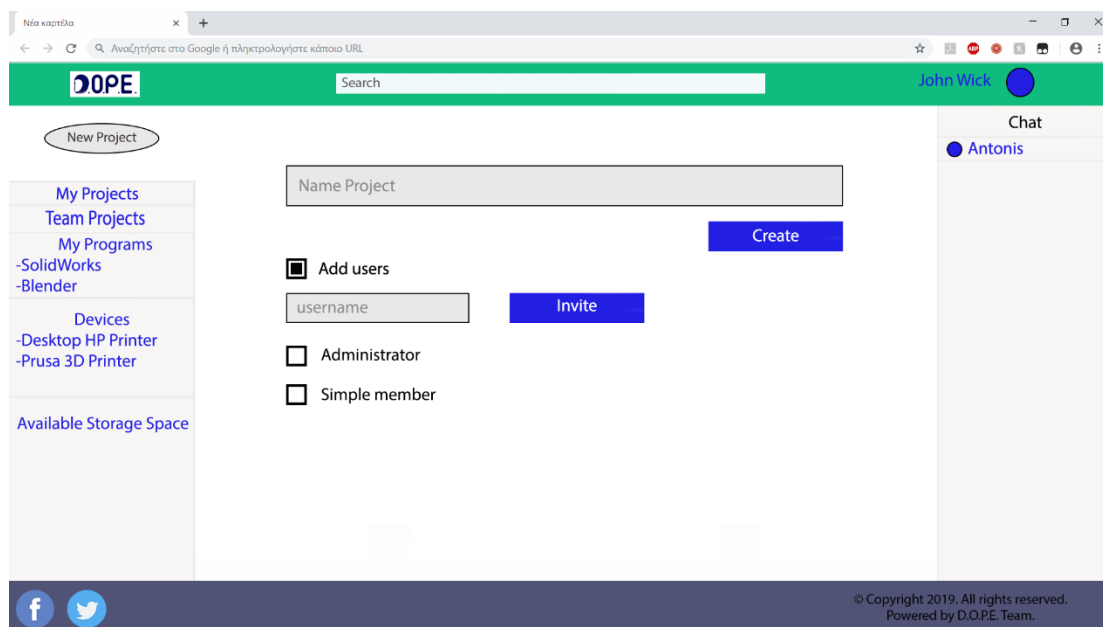 Νέα καρτέλα
Αναζητήστε στο Google ή πληκτρολογήστε κάποιο URL
ABP
D.O.P.E.
Search
John Wick
New Project
Chat
Antonis
Name Project
My Projects
Team Projects
My Programs
-SolidWorks
-Blender
Create
Add users
username
Invite
Devices
-Desktop HP Printer
-Prusa 3D Printer
Administrator
Simple member
Available Storage Space
© Copyright 2019. All rights reserved.
Powered by D.O.P.E. Team.